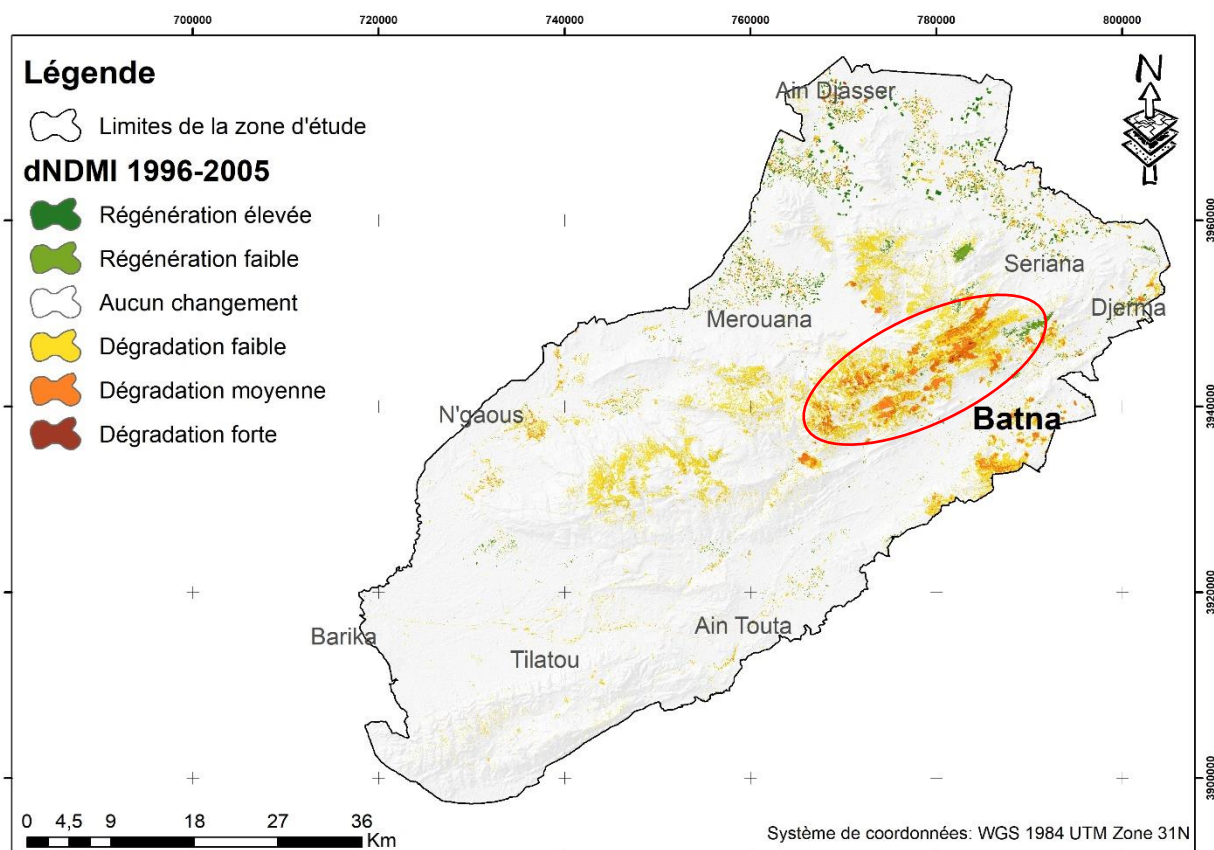 700000
720000
740000
760000
780000
800000
Légende
Limites de la zone d'étude
dNDMI 1996-2005
Régénération élevée
Régénération faible
Aucun changement
Dégradation faible
Dégradation moyenne
Dégradation forte
N
Ain Djasser
Seriana
Djerma
Merouana
N'gaous
Batna
Barika
Ain Touta
Tilatou
3960000
3940000
3920000
3900000
0 4,5 9 18 27 36
Km
Système de coordonnées: WGS 1984 UTM Zone 31N